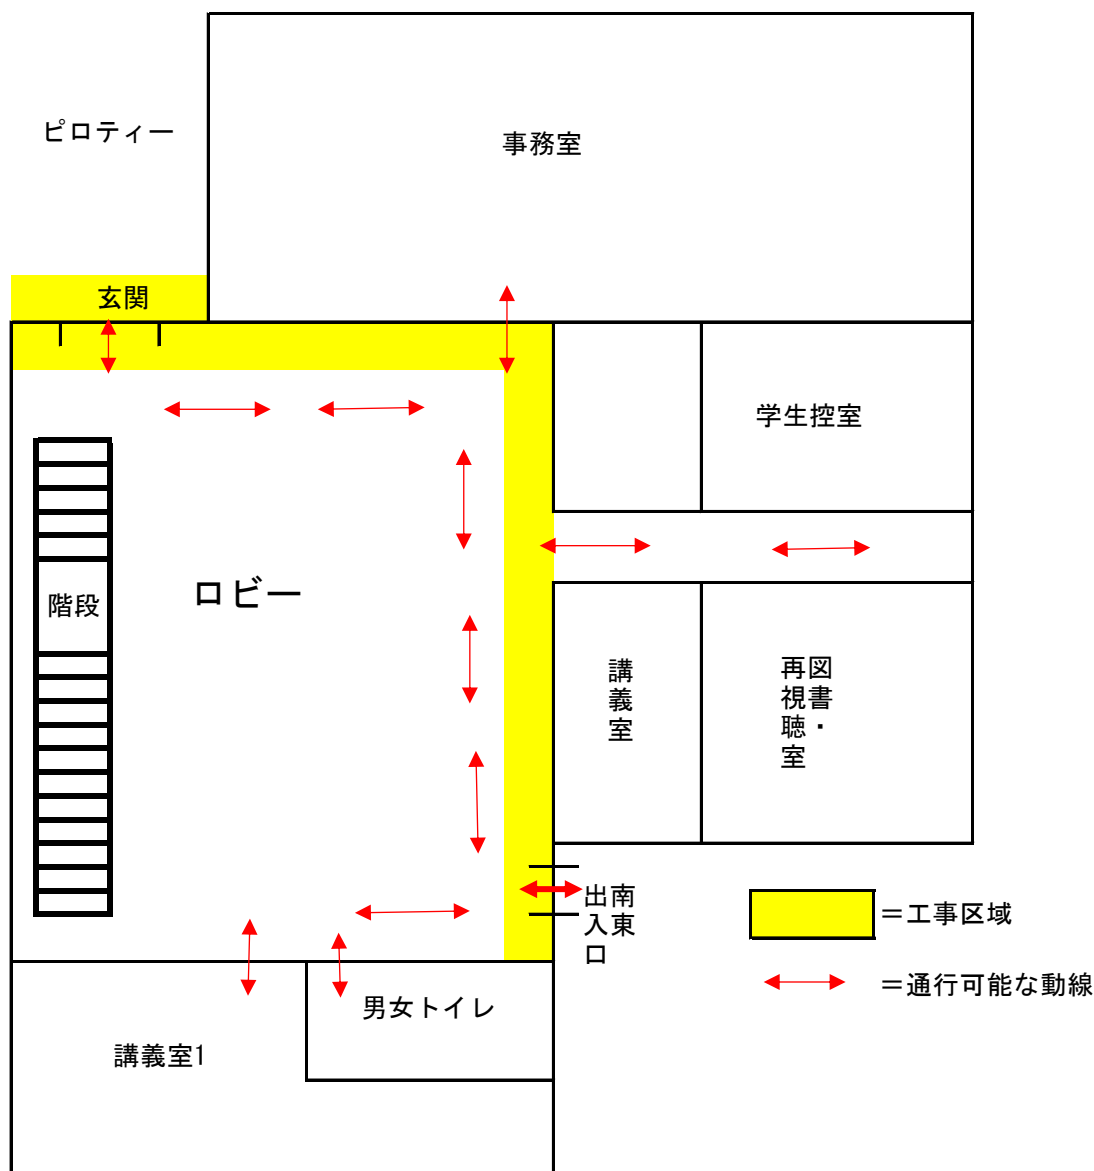 ピロティー
事務室
玄関
学生控室
ロビー
階段
講義室
図書・
再視聴室
南東
出入口
＝工事区域
＝通行可能な動線
男女トイレ
講義室1